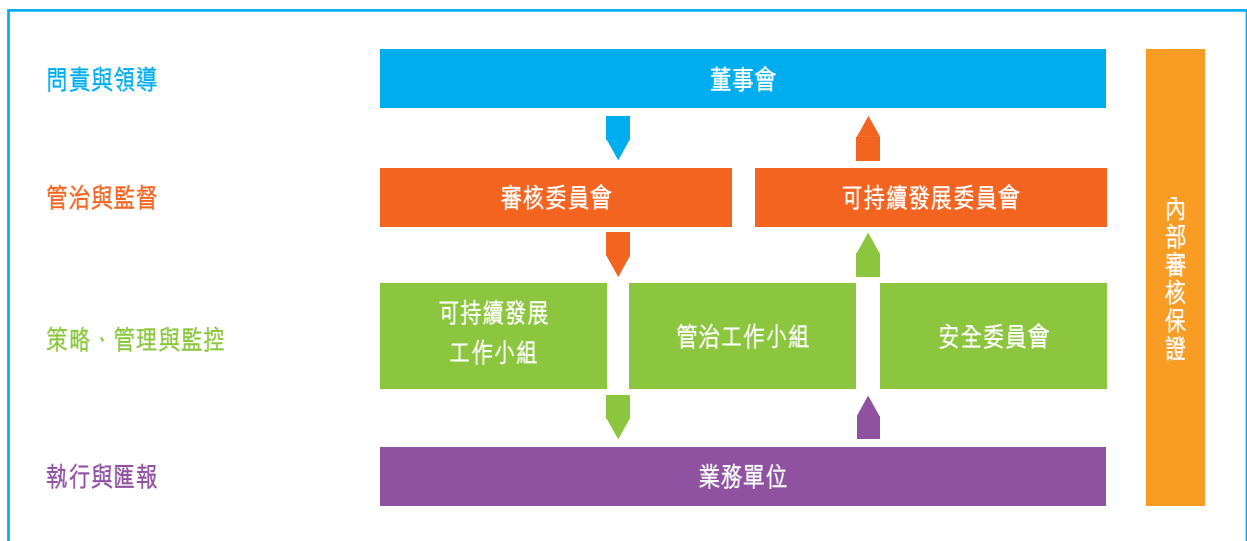 問責與領導
董事會
管治與監督
審核委員會
可持續發展委員會
策略、管理與監控
可持續發展
工作小組
管治工作小組
安全委員會
執行與匯報
業務單位
內部審核保證